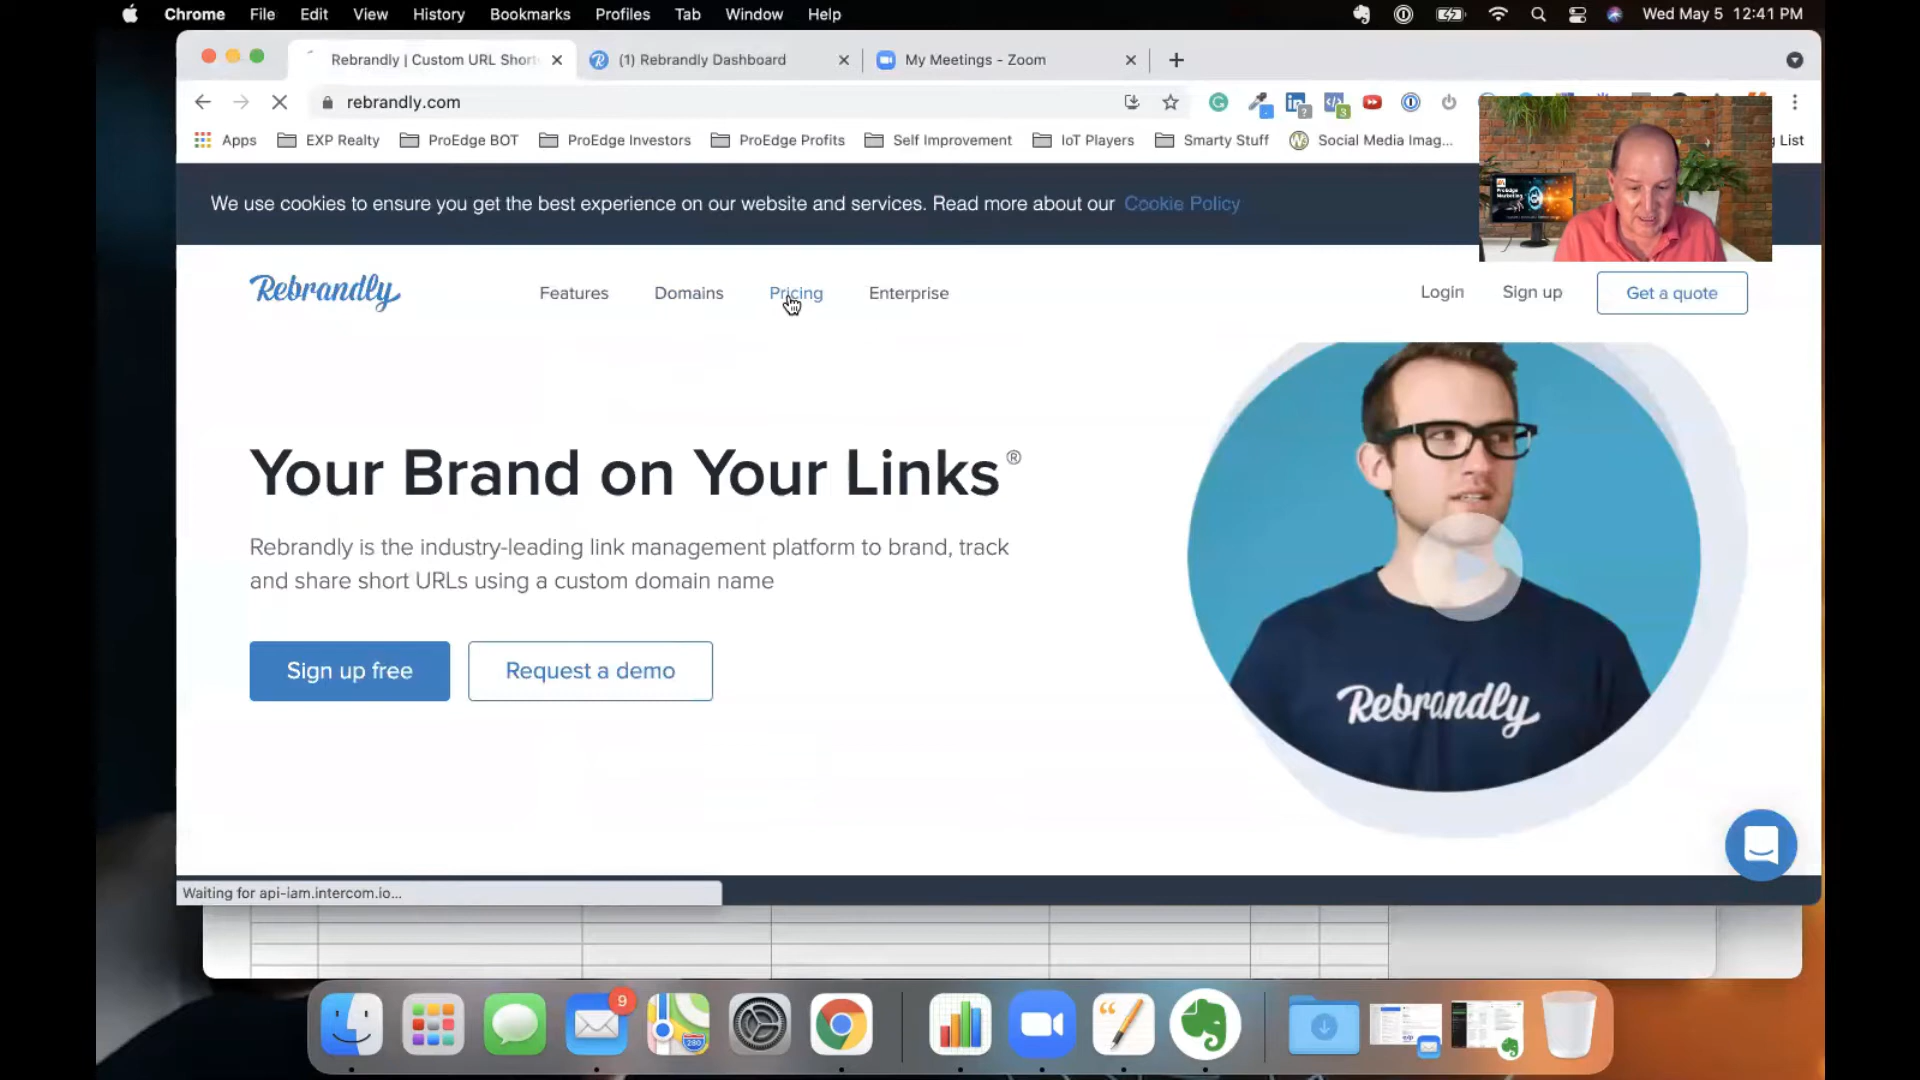 Chrome File Edit View History Bookmarks Profiles Tab Window Help
Wed May 5 12:41 PM
Rebrandly | Custom URL Short
(1) Rebrandly Dashboard
My Meetings - Zoom
rebrandly.com
Apps EXP Realty ProEdge BOT ProEdge Investors ProEdge Profits Self Improvement IoT Players Smarty Stuff Social Media Imag... List
We use cookies to ensure you get the best experience on our website and services. Read more about our Cookie Policy
Rebrandly Features Domains Pricing Enterprise Login Sign up Get a quote
Your Brand on Your Links®
Rebrandly is the industry-leading link management platform to brand, track
and share short URLs using a custom domain name
Sign up free Request a demo
Rebrandly
Waiting for api-iam.intercom.io...
9
280